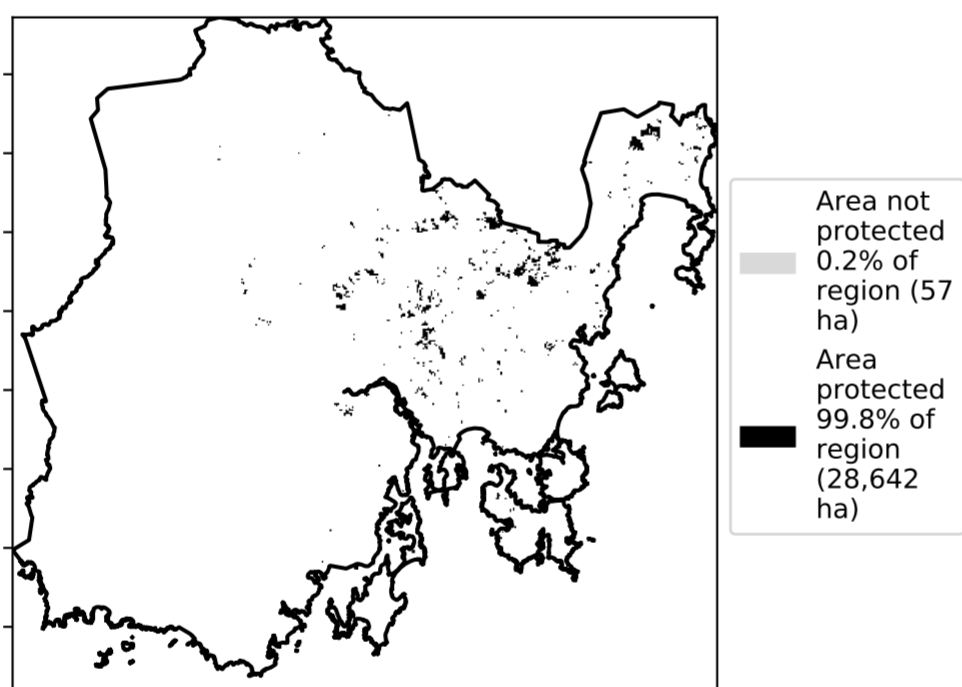 Area not
protected
0.2% of
region (57
ha)
Area
protected
99.8% of
region
(28,642
ha)